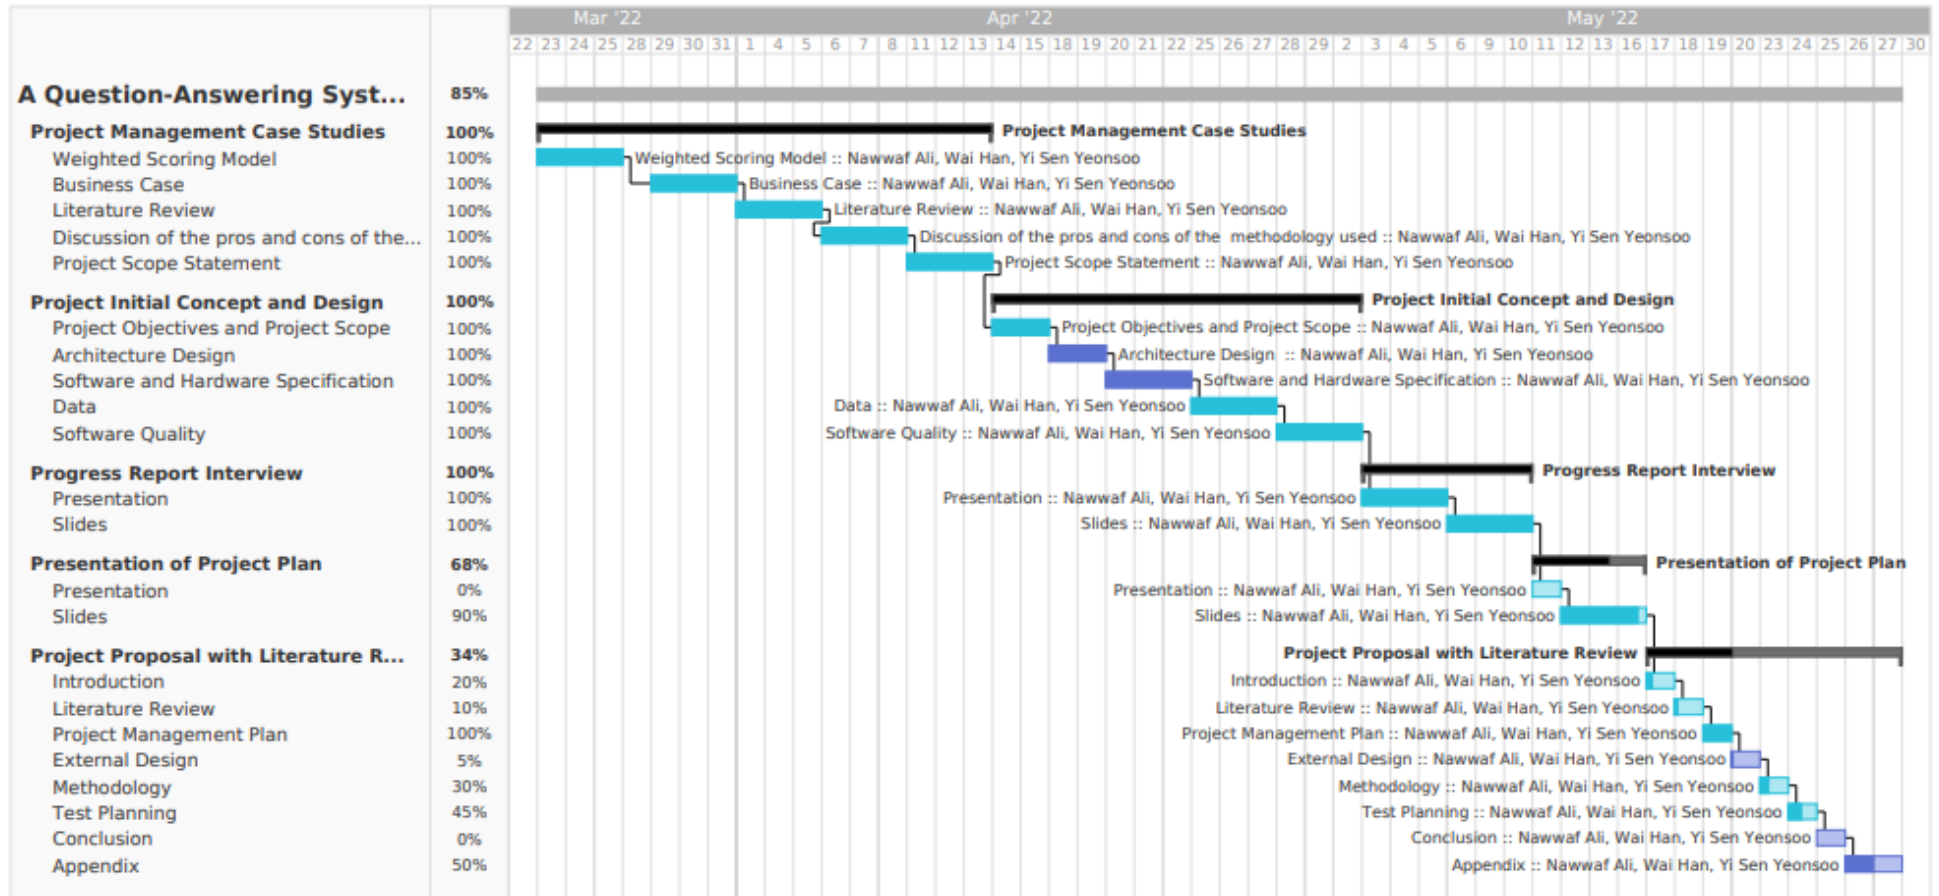 Mar '22 Apr '22 May '22
22 23 24 25 28 29 30 31 1 4 5 6 7 8 11 12 13 14 15 18 19 20 21 22 25 26 27 28 29 2 3 4 5 6 9 10 11 12 13 16 17 18 19 20 23 24 25 26 27 30
A Question-Answering Syst... 85%
Project Management Case Studies 100% Project Management Case Studies
Weighted Scoring Model 100% Weighted Scoring Model :: Nawwaf Ali, Wai Han, Yi Sen Yeonsoo
Business Case 100% Business Case :: Nawwaf Ali, Wai Han, Yi Sen Yeonsoo
Literature Review 100% Literature Review :: Nawwaf Ali, Wai Han, Yi Sen Yeonsoo
Discussion of the pros and cons of the... 100% Discussion of the pros and cons of the methodology used :: Nawwaf Ali, Wai Han, Yi Sen Yeonsoo
Project Scope Statement 100% Project Scope Statement :: Nawwaf Ali, Wai Han, Yi Sen Yeonsoo
Project Initial Concept and Design 100% Project Initial Concept and Design
Project Objectives and Project Scope 100% Project Objectives and Project Scope :: Nawwaf Ali, Wai Han, Yi Sen Yeonsoo
Architecture Design 100% Architecture Design :: Nawwaf Ali, Wai Han, Yi Sen Yeonsoo
Software and Hardware Specification 100% Software and Hardware Specification :: Nawwaf Ali, Wai Han, Yi Sen Yeonsoo
Data 100% Data :: Nawwaf Ali, Wai Han, Yi Sen Yeonsoo
Software Quality 100% Software Quality :: Nawwaf Ali, Wai Han, Yi Sen Yeonsoo
Progress Report Interview 100% Progress Report Interview
Presentation 100% Presentation :: Nawwaf Ali, Wai Han, Yi Sen Yeonsoo
Slides 100% Slides :: Nawwaf Ali, Wai Han, Yi Sen Yeonsoo
Presentation of Project Plan 68% Presentation of Project Plan
Presentation 0% Presentation :: Nawwaf Ali, Wai Han, Yi Sen Yeonsoo
Slides 90% Slides :: Nawwaf Ali, Wai Han, Yi Sen Yeonsoo
Project Proposal with Literature R... 34% Project Proposal with Literature Review
Introduction 20% Introduction :: Nawwaf Ali, Wai Han, Yi Sen Yeonsoo
Literature Review 10% Literature Review :: Nawwaf Ali, Wai Han, Yi Sen Yeonsoo
Project Management Plan 100% Project Management Plan :: Nawwaf Ali, Wai Han, Yi Sen Yeonsoo
External Design 5% External Design :: Nawwaf Ali, Wai Han, Yi Sen Yeonsoo
Methodology 30% Methodology :: Nawwaf Ali, Wai Han, Yi Sen Yeonsoo
Test Planning 45% Test Planning :: Nawwaf Ali, Wai Han, Yi Sen Yeonsoo
Conclusion 0% Conclusion :: Nawwaf Ali, Wai Han, Yi Sen Yeonsoo
Appendix 50% Appendix :: Nawwaf Ali, Wai Han, Yi Sen Yeonsoo